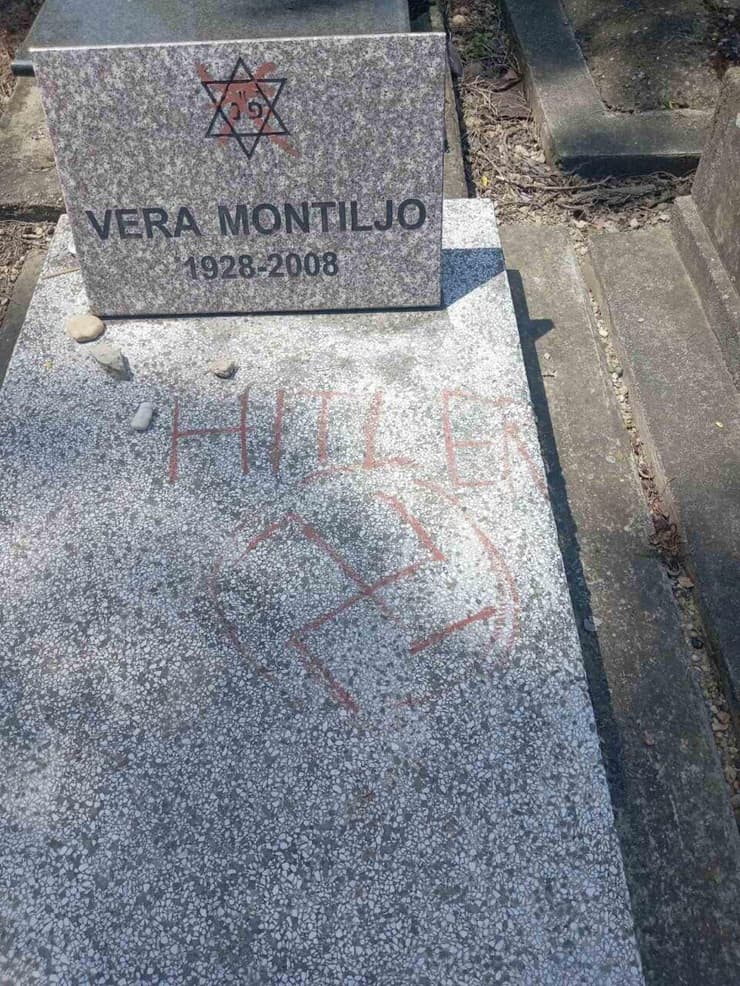 פ״נ
VERA MONTILJO
1928-2008
HITLER